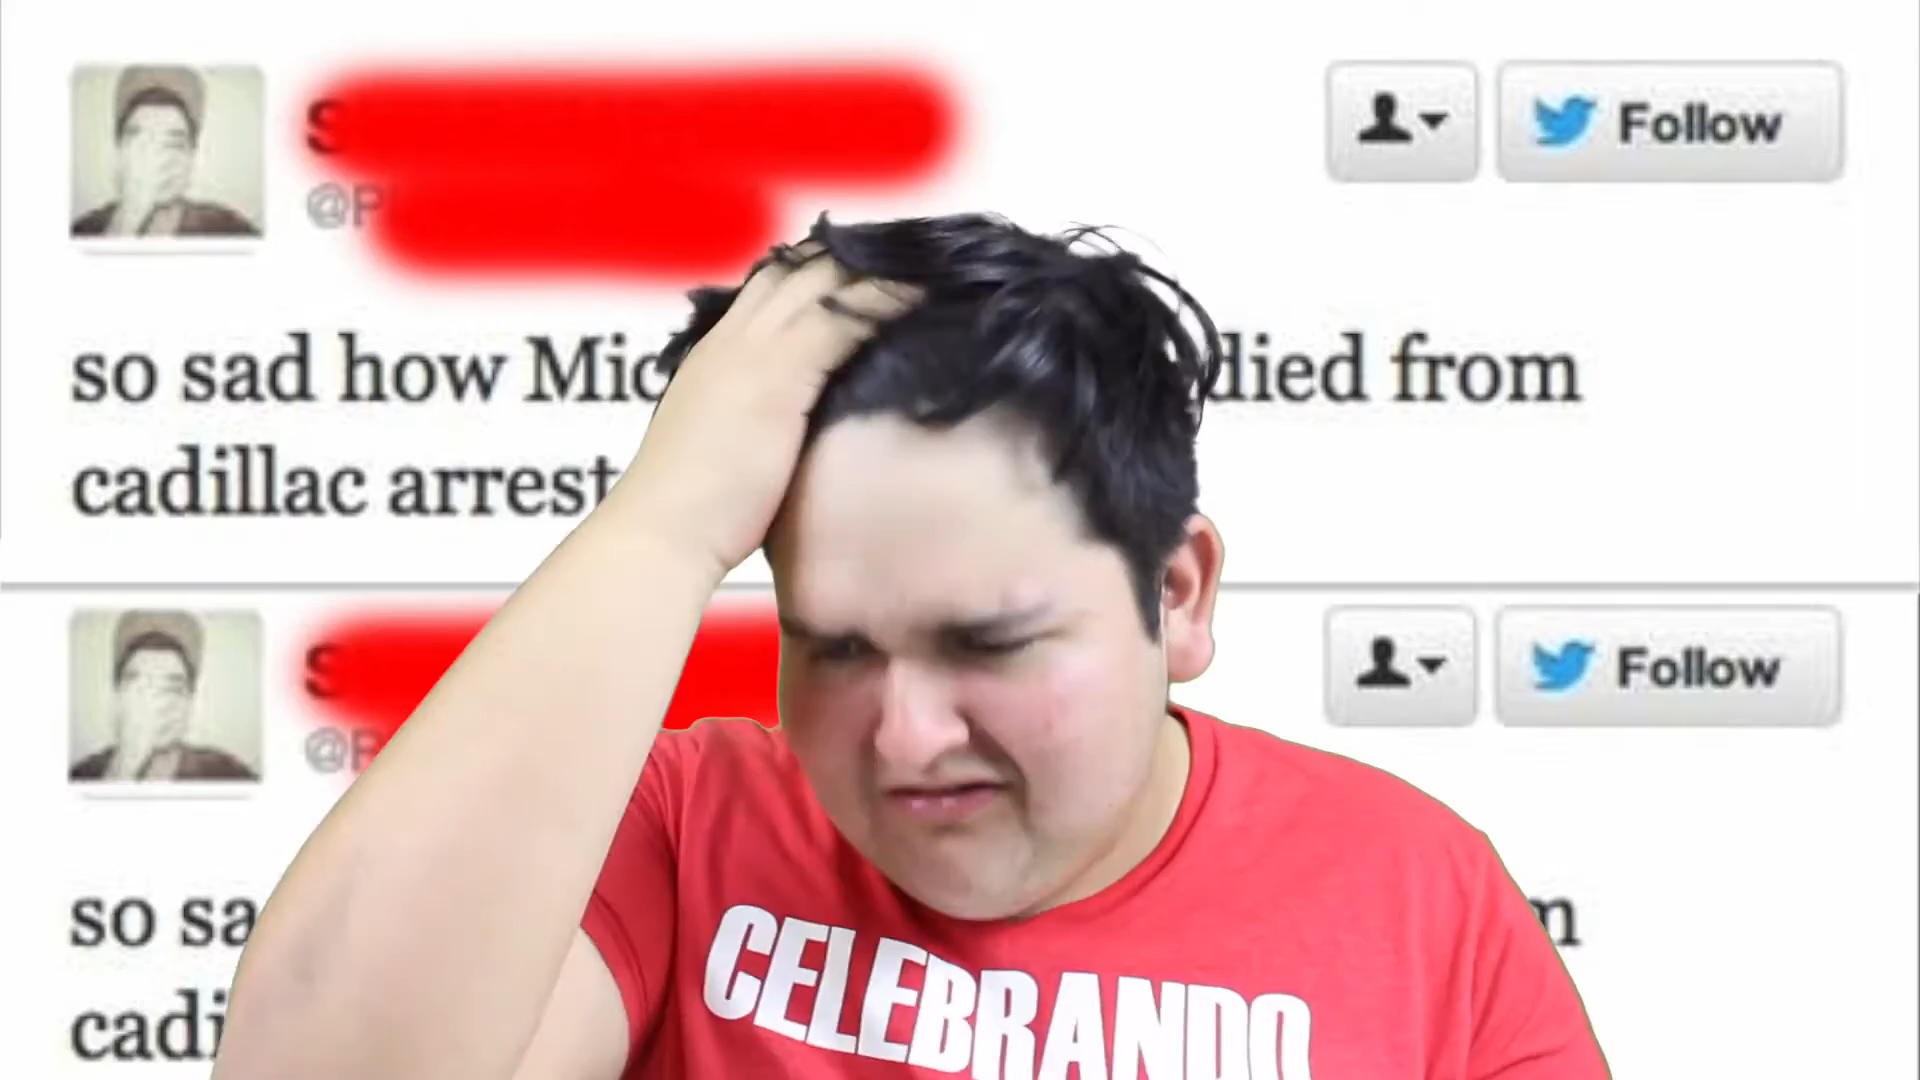 S
@P
Follow
so sad how Mic died from
cadillac arrest
S
Follow
so sa
cadi
CELEBRANDO